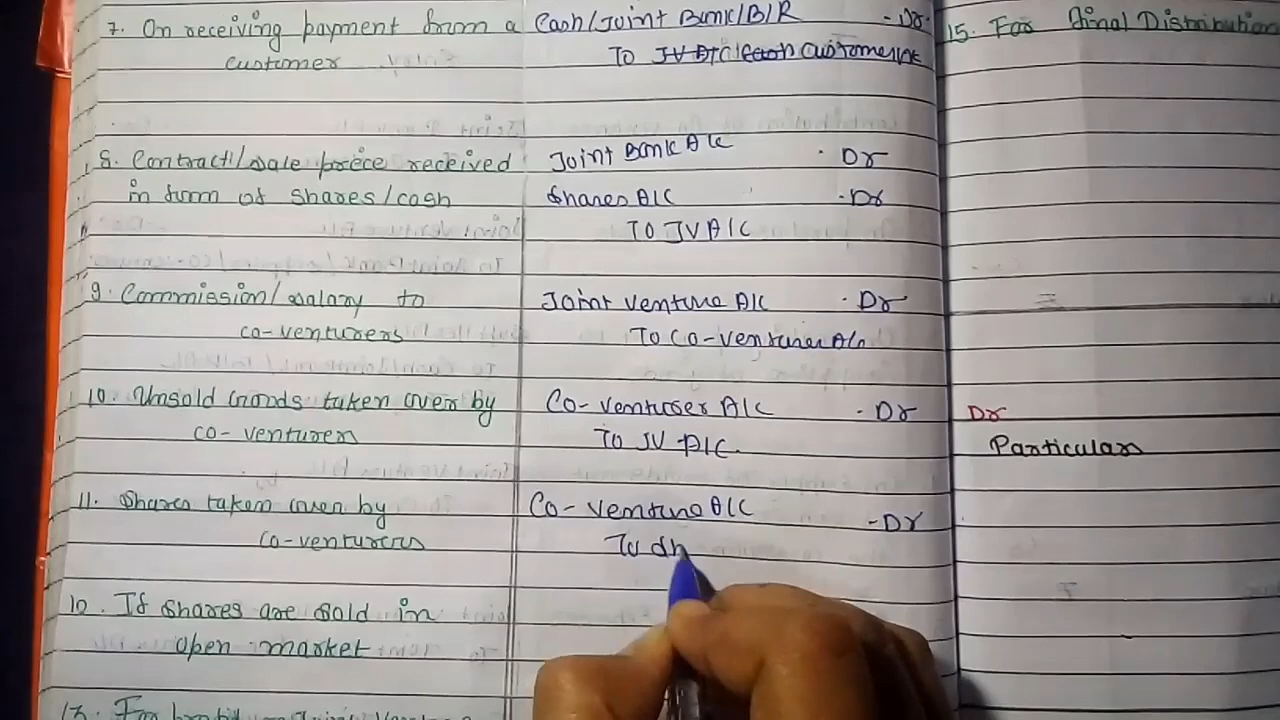 7. On receiving payment from a Cash/Joint Bank/B/R -Dr.
customer To Customer A/c
8. Contract/sale price received Joint Bank A/c . Dr
in form of shares/cash Shares A/C .Dr
To JV A/C
9. Commission/salary to Joint Venture A/C . Dr
co-venturers To Co-venturer A/c
10. Unsold Goods taken over by Co-venturer A/C . Dr
co-venturer To JV A/C.
11. Shares taken over by Co-Venture A/C -Dr
co-venturers To sh
12. If shares are sold in
open market
13. For
15. For Final Distribution
Dr
Particulars